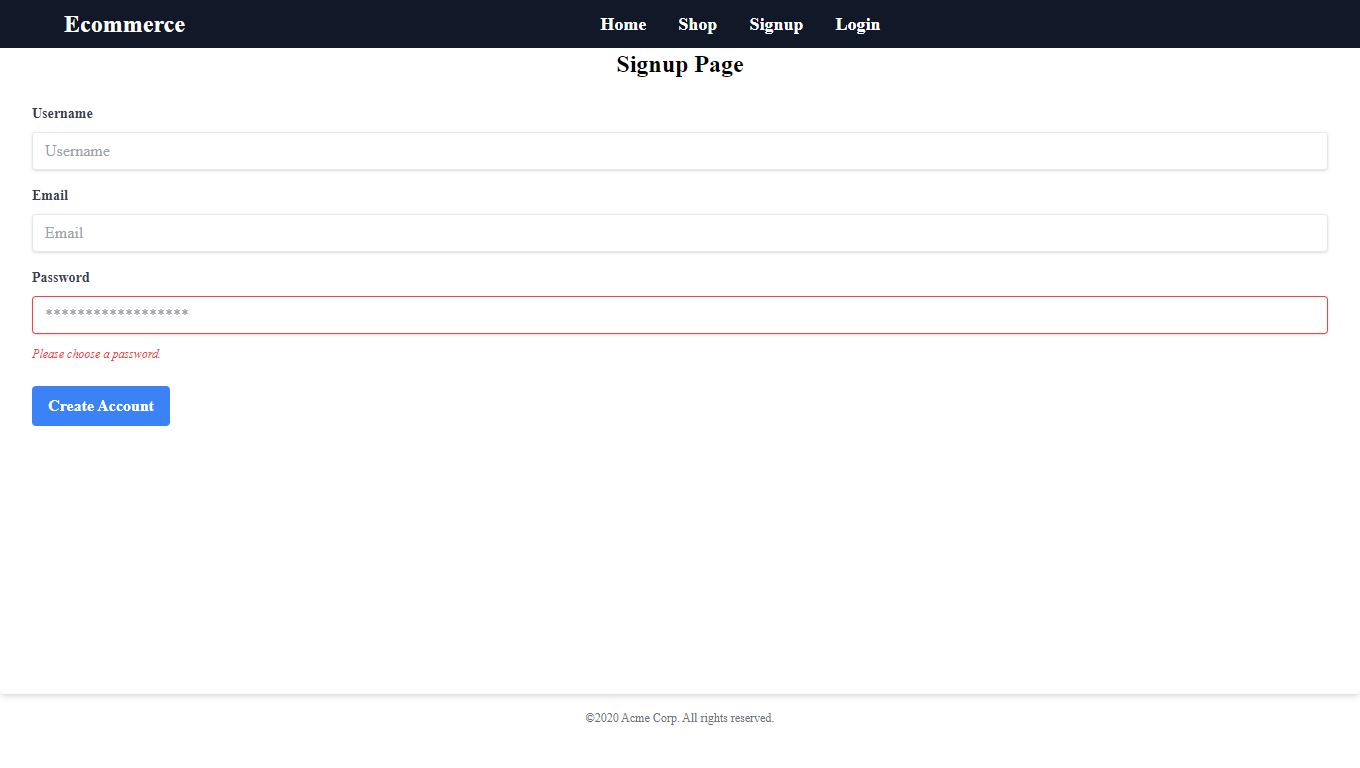 Ecommerce Home Shop Signup Login
Signup Page
Username
Username
Email
Email
Password
******************
Please choose a password.
Create Account
©2020 Acme Corp. All rights reserved.